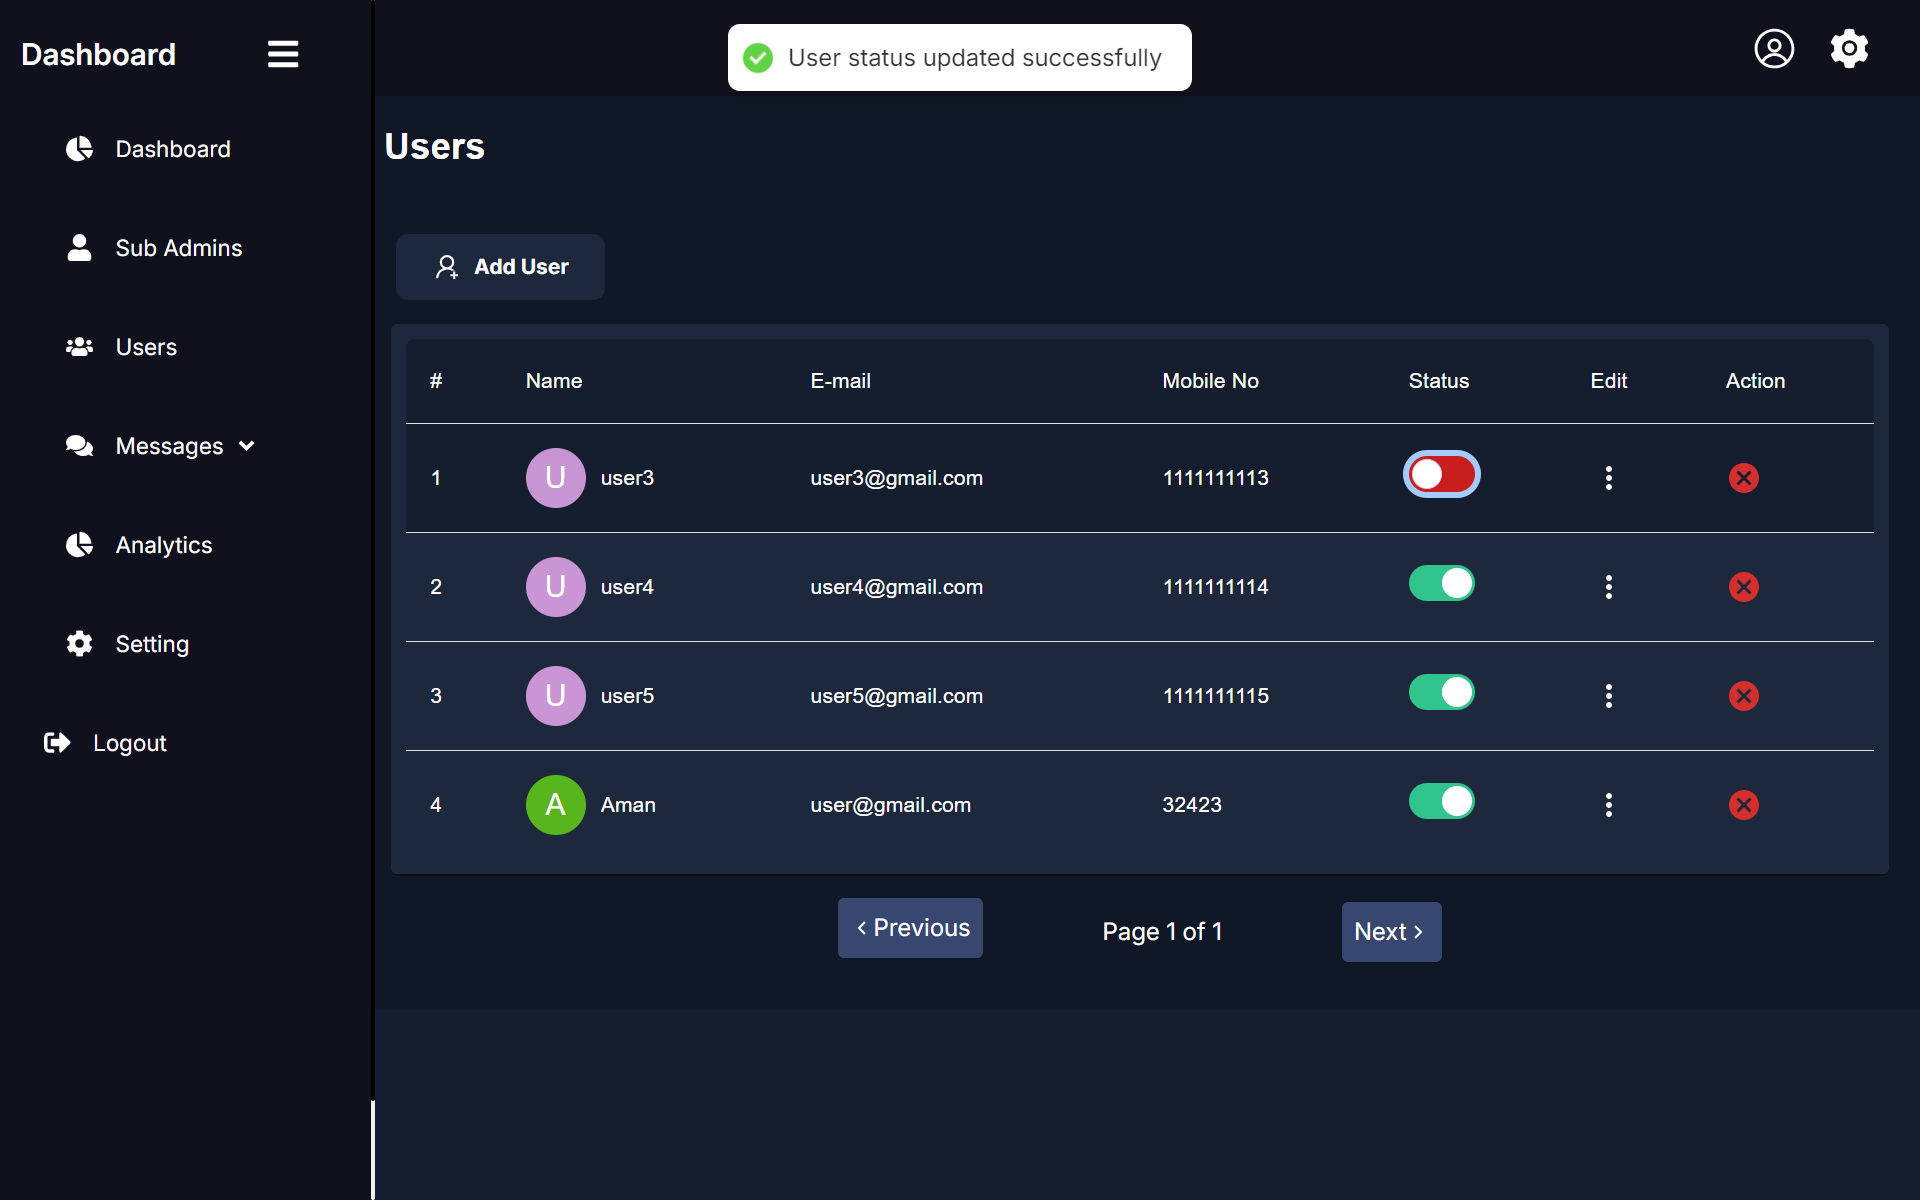 Dashboard
User status updated successfully
Dashboard
Sub Admins
Users
Messages
Analytics
Setting
Logout
Users
Add User
# Name E-mail Mobile No Status Edit Action
1 U user3 user3@gmail.com 1111111113
2 U user4 user4@gmail.com 1111111114
3 U user5 user5@gmail.com 1111111115
4 A Aman user@gmail.com 32423
Previous Page 1 of 1 Next